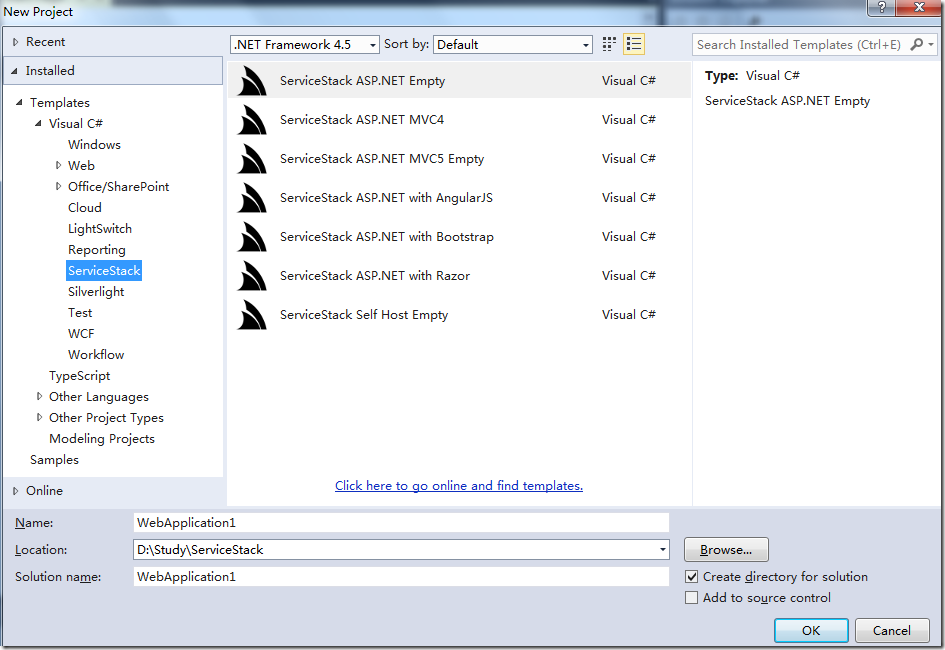 New Project
?
Recent
.NET Framework 4.5 Sort by: Default
Search Installed Templates (Ctrl+E)
Installed
Templates
Visual C#
Windows
Web
Office/SharePoint
Cloud
LightSwitch
Reporting
ServiceStack
Silverlight
Test
WCF
Workflow
TypeScript
Other Languages
Other Project Types
Modeling Projects
Samples
Online
ServiceStack ASP.NET Empty Visual C#
ServiceStack ASP.NET MVC4 Visual C#
ServiceStack ASP.NET MVC5 Empty Visual C#
ServiceStack ASP.NET with AngularJS Visual C#
ServiceStack ASP.NET with Bootstrap Visual C#
ServiceStack ASP.NET with Razor Visual C#
ServiceStack Self Host Empty Visual C#
Click here to go online and find templates.
Type: Visual C#
ServiceStack ASP.NET Empty
Name: WebApplication1
Location: D:\Study\ServiceStack Browse...
Solution name: WebApplication1
Create directory for solution
Add to source control
OK Cancel